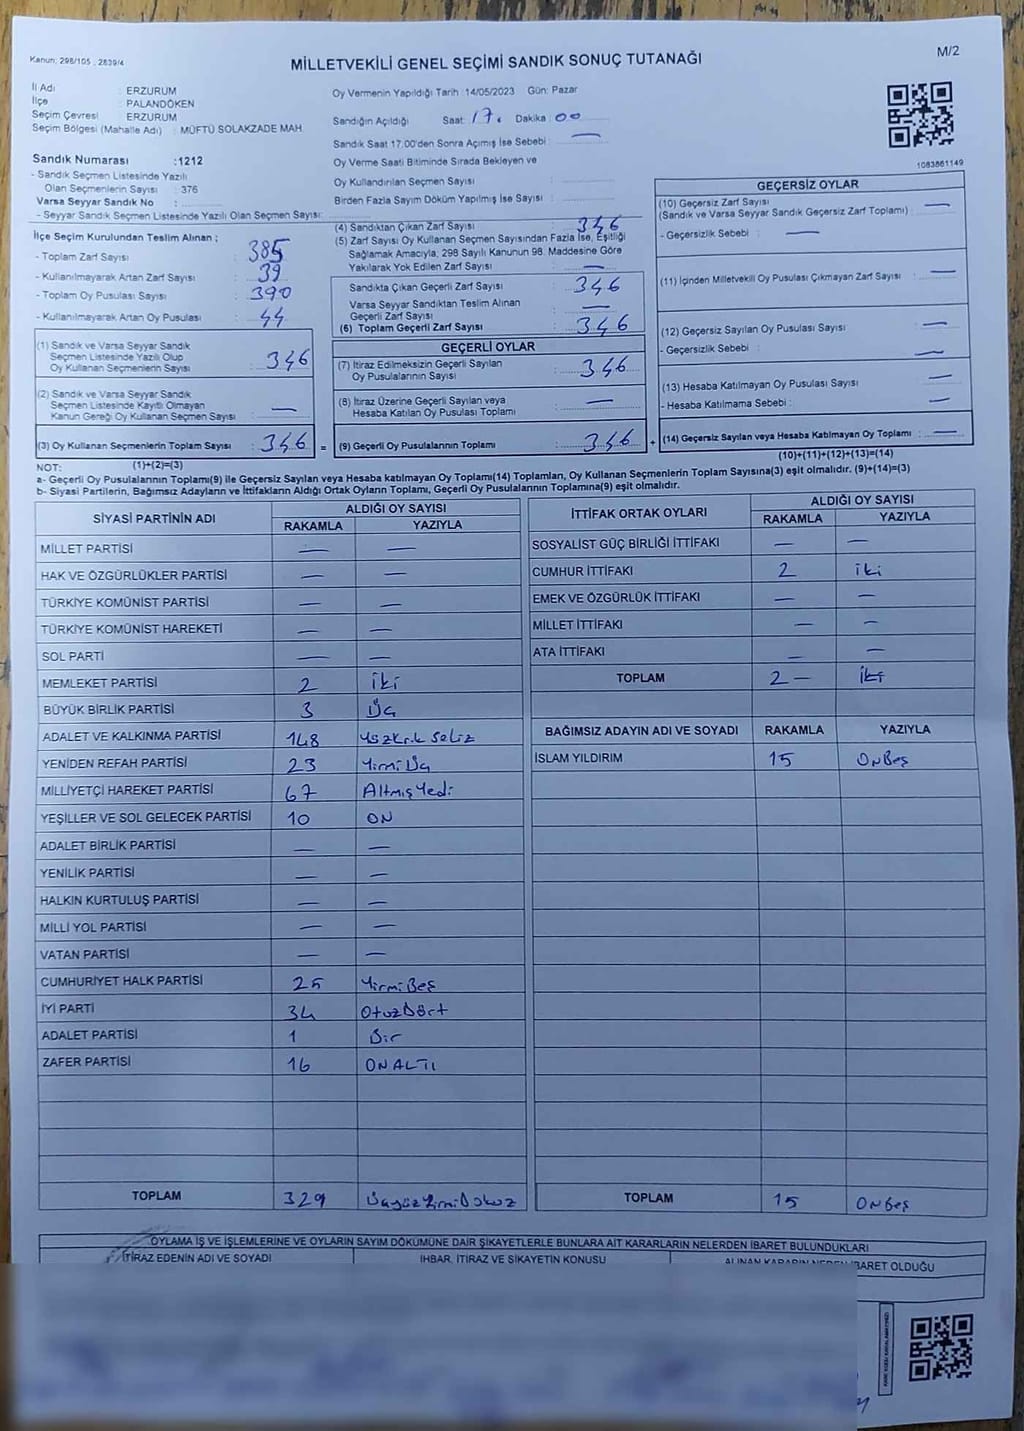 Kanun: 298/105 , 2839/4
MİLLETVEKİLİ GENEL SEÇİMİ SANDIK SONUÇ TUTANAĞI
M/2
İl Adı : ERZURUM
İlçe : PALANDÖKEN
Seçim Çevresi : ERZURUM
Seçim Bölgesi (Mahalle Adı) : MÜFTÜ SOLAKZADE MAH.
Sandık Numarası :1212
- Sandık Seçmen Listesinde Yazılı
Olan Seçmenlerin Sayısı : 376
Varsa Seyyar Sandık No :
- Seyyar Sandık Seçmen Listesinde Yazılı Olan Seçmen Sayısı:
Oy Vermenin Yapıldığı Tarih :14/05/2023 Gün: Pazar
Sandığın Açıldığı Saat: 17. Dakika : 00
Sandık Saat 17.00'den Sonra Açımış İse Sebebi : —
Oy Verme Saati Bitiminde Sırada Bekleyen ve
Oy Kullandırılan Seçmen Sayısı :
Birden Fazla Sayım Döküm Yapılmış İse Sayısı :
1083861149
İlçe Seçim Kurulundan Teslim Alınan ;
- Toplam Zarf Sayısı : 385
- Kullanılmayarak Artan Zarf Sayısı : 39
- Toplam Oy Pusulası Sayısı : 390
- Kullanılmayarak Artan Oy Pusulası : 44
(1) Sandık ve Varsa Seyyar Sandık
Seçmen Listesinde Yazılı Olup
Oy Kullanan Seçmenlerin Sayısı : 346
(2) Sandık ve Varsa Seyyar Sandık
Seçmen Listesinde Kayıtlı Olmayan
Kanun Gereği Oy Kullanan Seçmen Sayısı : —
(3) Oy Kullanan Seçmenlerin Toplam Sayısı : 346 =
(1)+(2)=(3)
(4) Sandıktan Çıkan Zarf Sayısı : 346
(5) Zarf Sayısı Oy Kullanan Seçmen Sayısından Fazla İse, Eşitliği
Sağlamak Amacıyla, 298 Sayılı Kanunun 98. Maddesine Göre
Yakılarak Yok Edilen Zarf Sayısı : —
Sandıkta Çıkan Geçerli Zarf Sayısı : 346
Varsa Seyyar Sandıktan Teslim Alınan
Geçerli Zarf Sayısı : —
(6) Toplam Geçerli Zarf Sayısı : 346
GEÇERLİ OYLAR
(7) İtiraz Edilmeksizin Geçerli Sayılan
Oy Pusulalarının Sayısı : 346
(8) İtiraz Üzerine Geçerli Sayılan veya
Hesaba Katılan Oy Pusulası Toplamı : —
(9) Geçerli Oy Pusulalarının Toplamı : 346 +
GEÇERSİZ OYLAR
(10) Geçersiz Zarf Sayısı
(Sandık ve Varsa Seyyar Sandık Geçersiz Zarf Toplamı) : —
- Geçersizlik Sebebi : —
(11) İçinden Milletvekili Oy Pusulası Çıkmayan Zarf Sayısı : —
(12) Geçersiz Sayılan Oy Pusulası Sayısı : —
- Geçersizlik Sebebi : —
(13) Hesaba Katılmayan Oy Pusulası Sayısı : —
- Hesaba Katılmama Sebebi : —
(14) Geçersiz Sayılan veya Hesaba Katılmayan Oy Toplamı : —
(10)+(11)+(12)+(13)=(14)
NOT:
a- Geçerli Oy Pusulalarının Toplamı(9) ile Geçersiz Sayılan veya Hesaba katılmayan Oy Toplamı(14) Toplamları, Oy Kullanan Seçmenlerin Toplam Sayısına(3) eşit olmalıdır. (9)+(14)=(3)
b- Siyasi Partilerin, Bağımsız Adayların ve İttifakların Aldığı Ortak Oyların Toplamı, Geçerli Oy Pusulalarının Toplamına(9) eşit olmalıdır.
SİYASİ PARTİNİN ADI ALDIĞI OY SAYISI
RAKAMLA YAZIYLA
MİLLET PARTİSİ — —
HAK VE ÖZGÜRLÜKLER PARTİSİ — —
TÜRKİYE KOMÜNİST PARTİSİ — —
TÜRKİYE KOMÜNİST HAREKETİ — —
SOL PARTİ — —
MEMLEKET PARTİSİ 2 İki
BÜYÜK BİRLİK PARTİSİ 3 Üç
ADALET VE KALKINMA PARTİSİ 148 Yüzkırk sekiz
YENİDEN REFAH PARTİSİ 23 Yirmi Üç
MİLLİYETÇİ HAREKET PARTİSİ 67 Altmış Yedi
YEŞİLLER VE SOL GELECEK PARTİSİ 10 ON
ADALET BİRLİK PARTİSİ — —
YENİLİK PARTİSİ — —
HALKIN KURTULUŞ PARTİSİ — —
MİLLİ YOL PARTİSİ — —
VATAN PARTİSİ — —
CUMHURİYET HALK PARTİSİ 25 Yirmi Beş
İYİ PARTİ 34 Otuz Dört
ADALET PARTİSİ 1 Bir
ZAFER PARTİSİ 16 ON ALTI
TOPLAM 329 Üçyüz Yirmi Dokuz
İTTİFAK ORTAK OYLARI ALDIĞI OY SAYISI
RAKAMLA YAZIYLA
SOSYALİST GÜÇ BİRLİĞİ İTTİFAKI — —
CUMHUR İTTİFAKI 2 iki
EMEK VE ÖZGÜRLÜK İTTİFAKI — —
MİLLET İTTİFAKI — —
ATA İTTİFAKI — —
TOPLAM 2 — İki
BAĞIMSIZ ADAYIN ADI VE SOYADI RAKAMLA YAZIYLA
İSLAM YILDIRIM 15 ON Beş
TOPLAM 15 ON Beş
OYLAMA İŞ VE İŞLEMLERİNE VE OYLARIN SAYIM DÖKÜMÜNE DAİR ŞİKAYETLERLE BUNLARA AİT KARARLARIN NELERDEN İBARET BULUNDUKLARI
İTİRAZ EDENİN ADI VE SOYADI İHBAR, İTİRAZ VE ŞİKAYETİN KONUSU ALINAN KARARIN NEDEN İBARET OLDUĞU